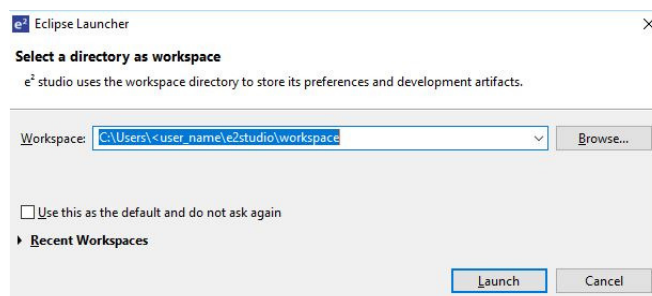 e² Eclipse Launcher
Select a directory as workspace
e² studio uses the workspace directory to store its preferences and development artifacts.
Workspace: C:\Users\<user_name\e2studio\workspace Browse...
Use this as the default and do not ask again
Recent Workspaces
Launch Cancel